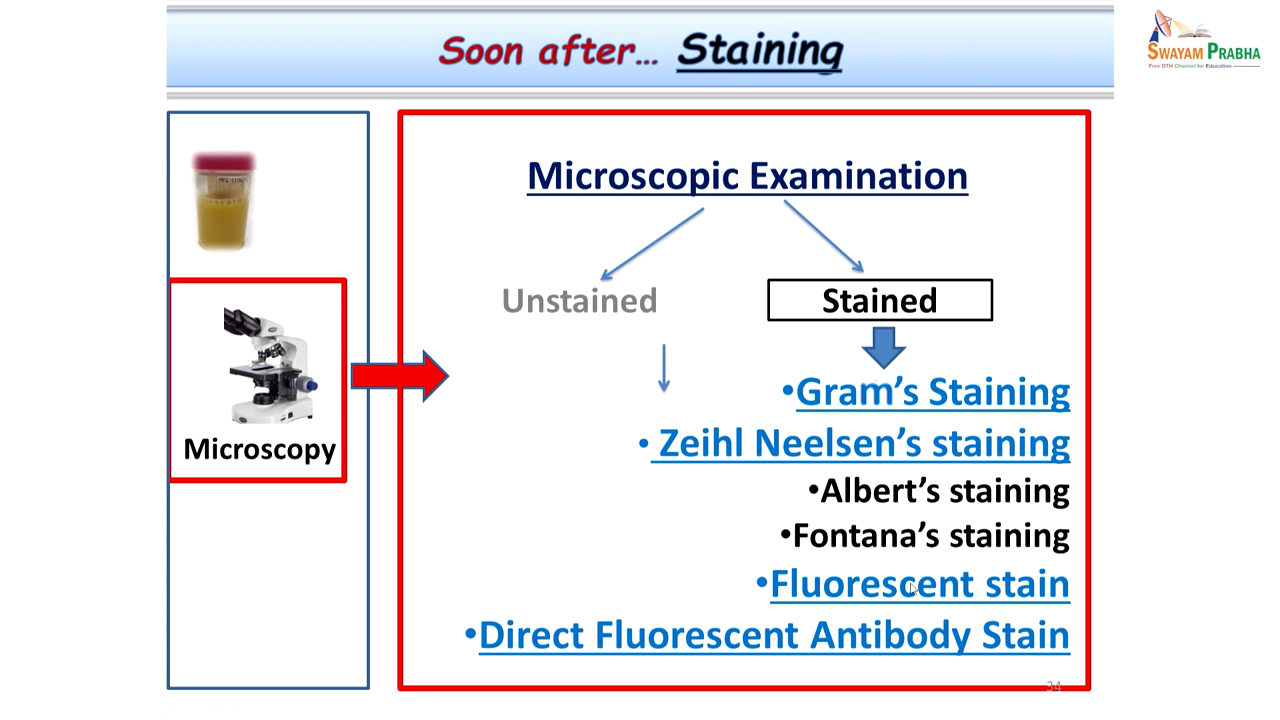 Soon after... Staining
SWAYAM PRABHA
Free DTH Channel for Education
Microscopic Examination
Unstained
Stained
Microscopy
•Gram's Staining
• Zeihl Neelsen's staining
•Albert's staining
•Fontana's staining
•Fluorescent stain
•Direct Fluorescent Antibody Stain
34